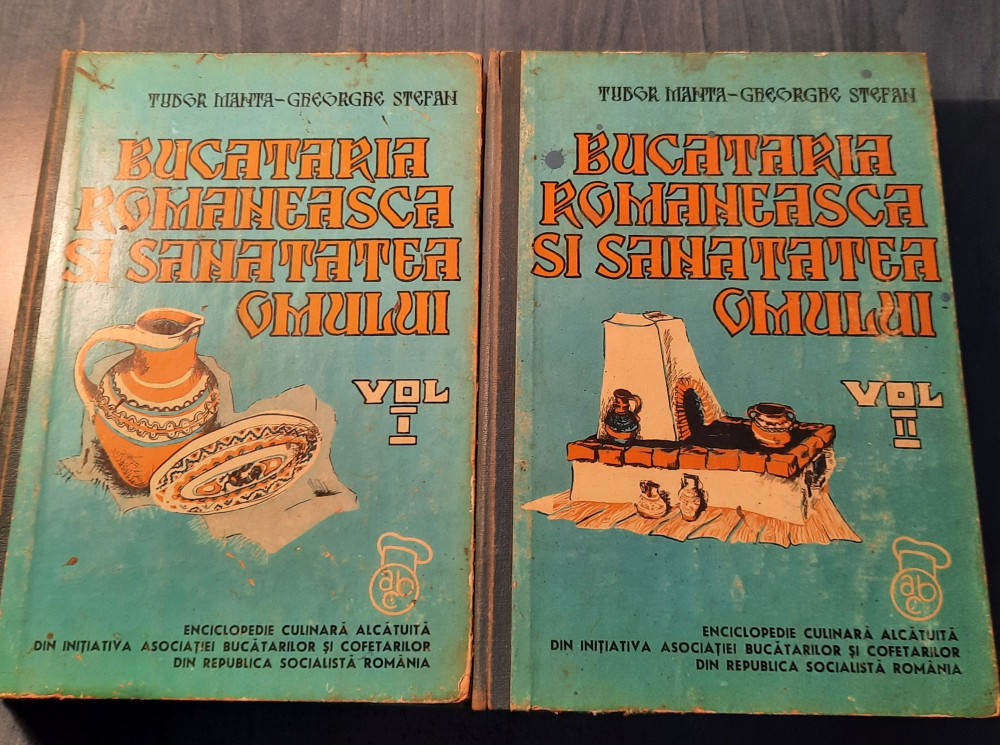 TUDOR MANTA-GHEORGHE STEFAN
BUCATARIA
ROMANEASCA
SI SANATATEA
OMULUI
VOL
I
abc
ENCICLOPEDIE CULINARĂ ALCĂTUITĂ
DIN INIȚIATIVA ASOCIAȚIEI BUCĂTARILOR ȘI COFETARILOR
DIN REPUBLICA SOCIALISTĂ ROMÂNIA
TUDOR MANTA-GHEORGHE STEFAN
BUCATARIA
ROMANEASCA
SI SANATATEA
OMULUI
VOL
II
abc
ENCICLOPEDIE CULINARĂ ALCĂTUITĂ
DIN INIȚIATIVA ASOCIAȚIEI BUCĂTARILOR ȘI COFETARILOR
DIN REPUBLICA SOCIALISTĂ ROMÂNIA